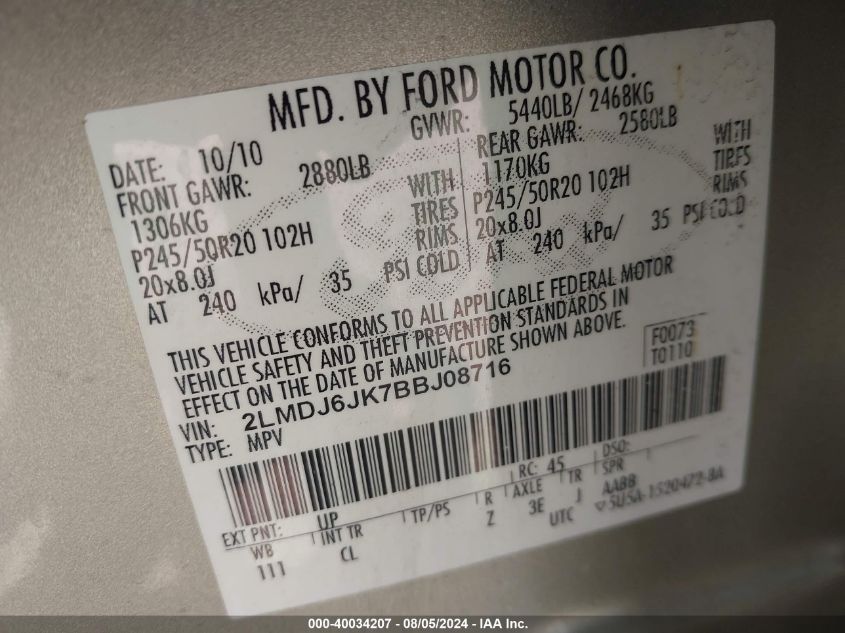 MFD. BY FORD MOTOR CO.
DATE: 10/10 GVWR: 5440LB/ 2468KG
FRONT GAWR: 2880LB REAR GAWR: 2580LB
1306KG WITH 1170KG WITH
P245/50R20 102H TIRES P245/50R20 102H TIRES
20x8.0J RIMS 20x8.0J RIMS
AT 240 kPa/ 35 PSI COLD AT 240 kPa/ 35 PSI COLD
THIS VEHICLE CONFORMS TO ALL APPLICABLE FEDERAL MOTOR
VEHICLE SAFETY AND THEFT PREVENTION STANDARDS IN
EFFECT ON THE DATE OF MANUFACTURE SHOWN ABOVE.
F0073
T0110
VIN: 2LMDJ6JK7BBJ08716
TYPE: MPV
EXT PNT: UP RC: 45 DSO:
WB INT TR TP/PS R AXLE TR SPR
111 CL Z 3E J AABB
UTC 5U5A-1520472-BA
000-40034207 - 08/05/2024 - IAA Inc.